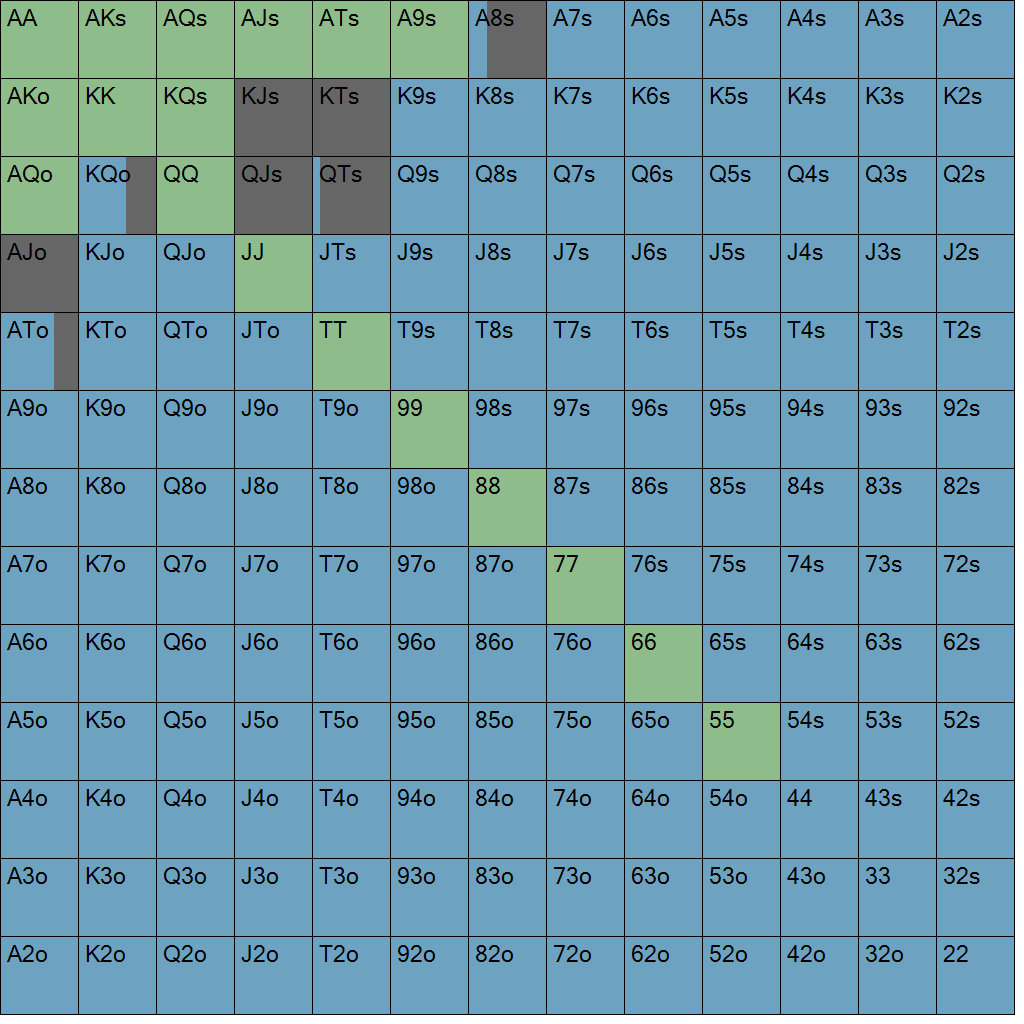 AA AKs AQs AJs ATs A9s A8s A7s A6s A5s A4s A3s A2s
AKo KK KQs KJs KTs K9s K8s K7s K6s K5s K4s K3s K2s
AQo KQo QQ QJs QTs Q9s Q8s Q7s Q6s Q5s Q4s Q3s Q2s
AJo KJo QJo JJ JTs J9s J8s J7s J6s J5s J4s J3s J2s
ATo KTo QTo JTo TT T9s T8s T7s T6s T5s T4s T3s T2s
A9o K9o Q9o J9o T9o 99 98s 97s 96s 95s 94s 93s 92s
A8o K8o Q8o J8o T8o 98o 88 87s 86s 85s 84s 83s 82s
A7o K7o Q7o J7o T7o 97o 87o 77 76s 75s 74s 73s 72s
A6o K6o Q6o J6o T6o 96o 86o 76o 66 65s 64s 63s 62s
A5o K5o Q5o J5o T5o 95o 85o 75o 65o 55 54s 53s 52s
A4o K4o Q4o J4o T4o 94o 84o 74o 64o 54o 44 43s 42s
A3o K3o Q3o J3o T3o 93o 83o 73o 63o 53o 43o 33 32s
A2o K2o Q2o J2o T2o 92o 82o 72o 62o 52o 42o 32o 22